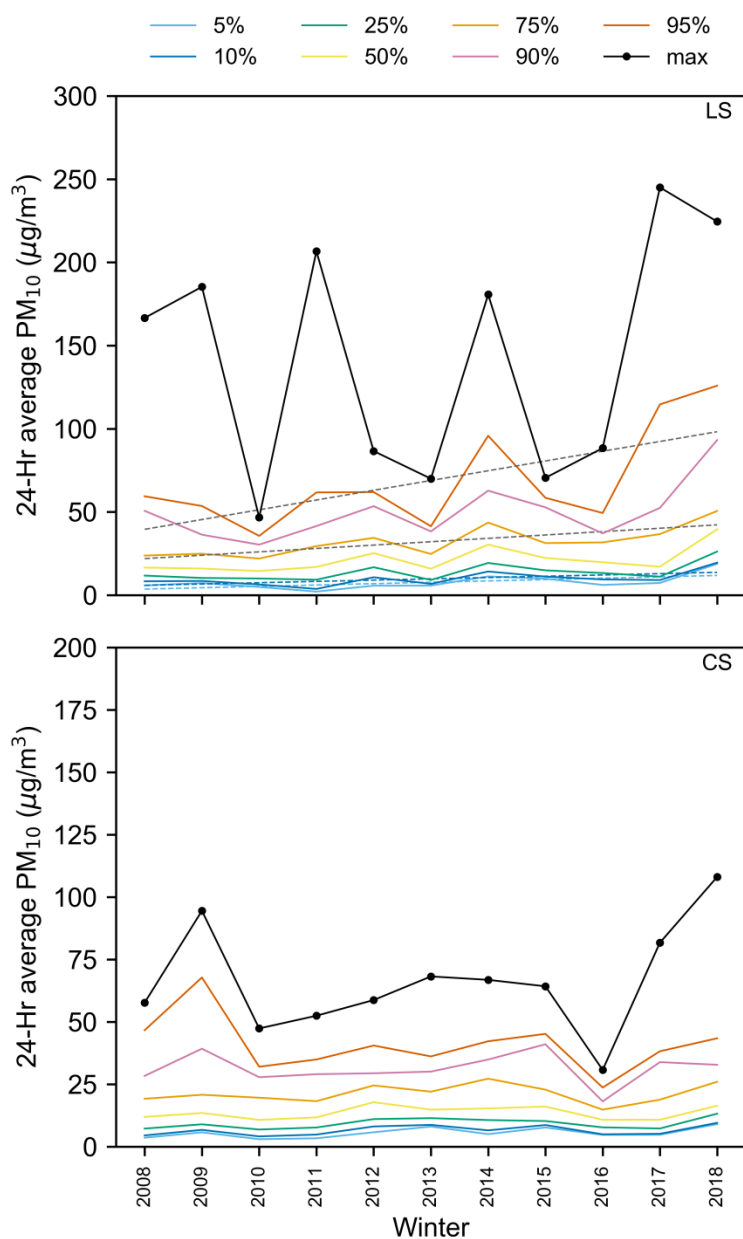 5% 25% 75% 95%
10% 50% 90% max
LS
300
250
200
150
100
50
0
24-Hr average PM₁₀ (μg/m³)
CS
200
175
150
125
100
75
50
25
0
24-Hr average PM₁₀ (μg/m³)
2008 2009 2010 2011 2012 2013 2014 2015 2016 2017 2018
Winter